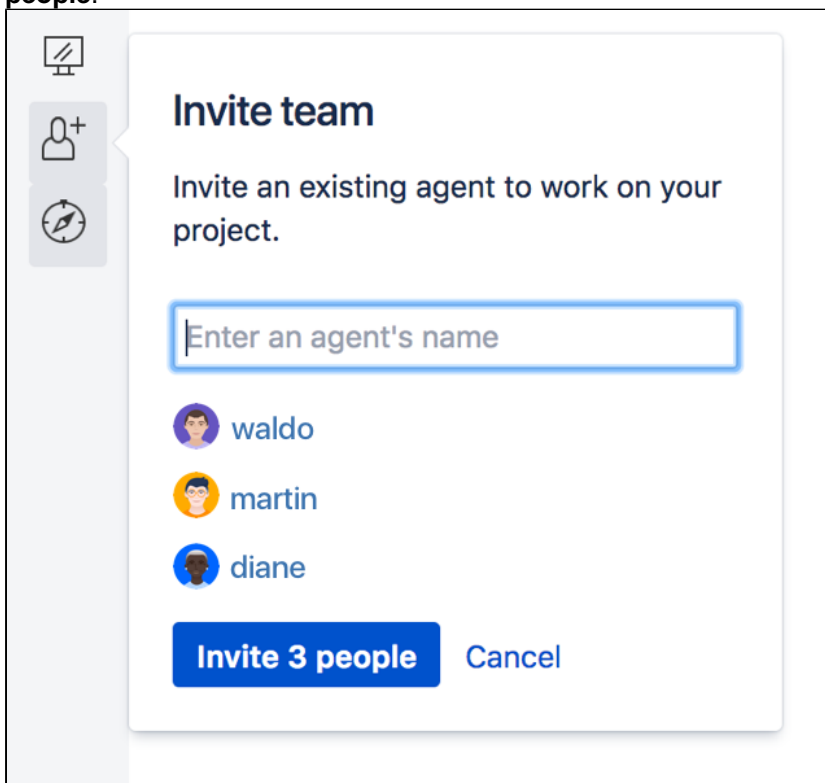 people.
Invite team
Invite an existing agent to work on your
project.
Enter an agent's name
waldo
martin
diane
Invite 3 people Cancel